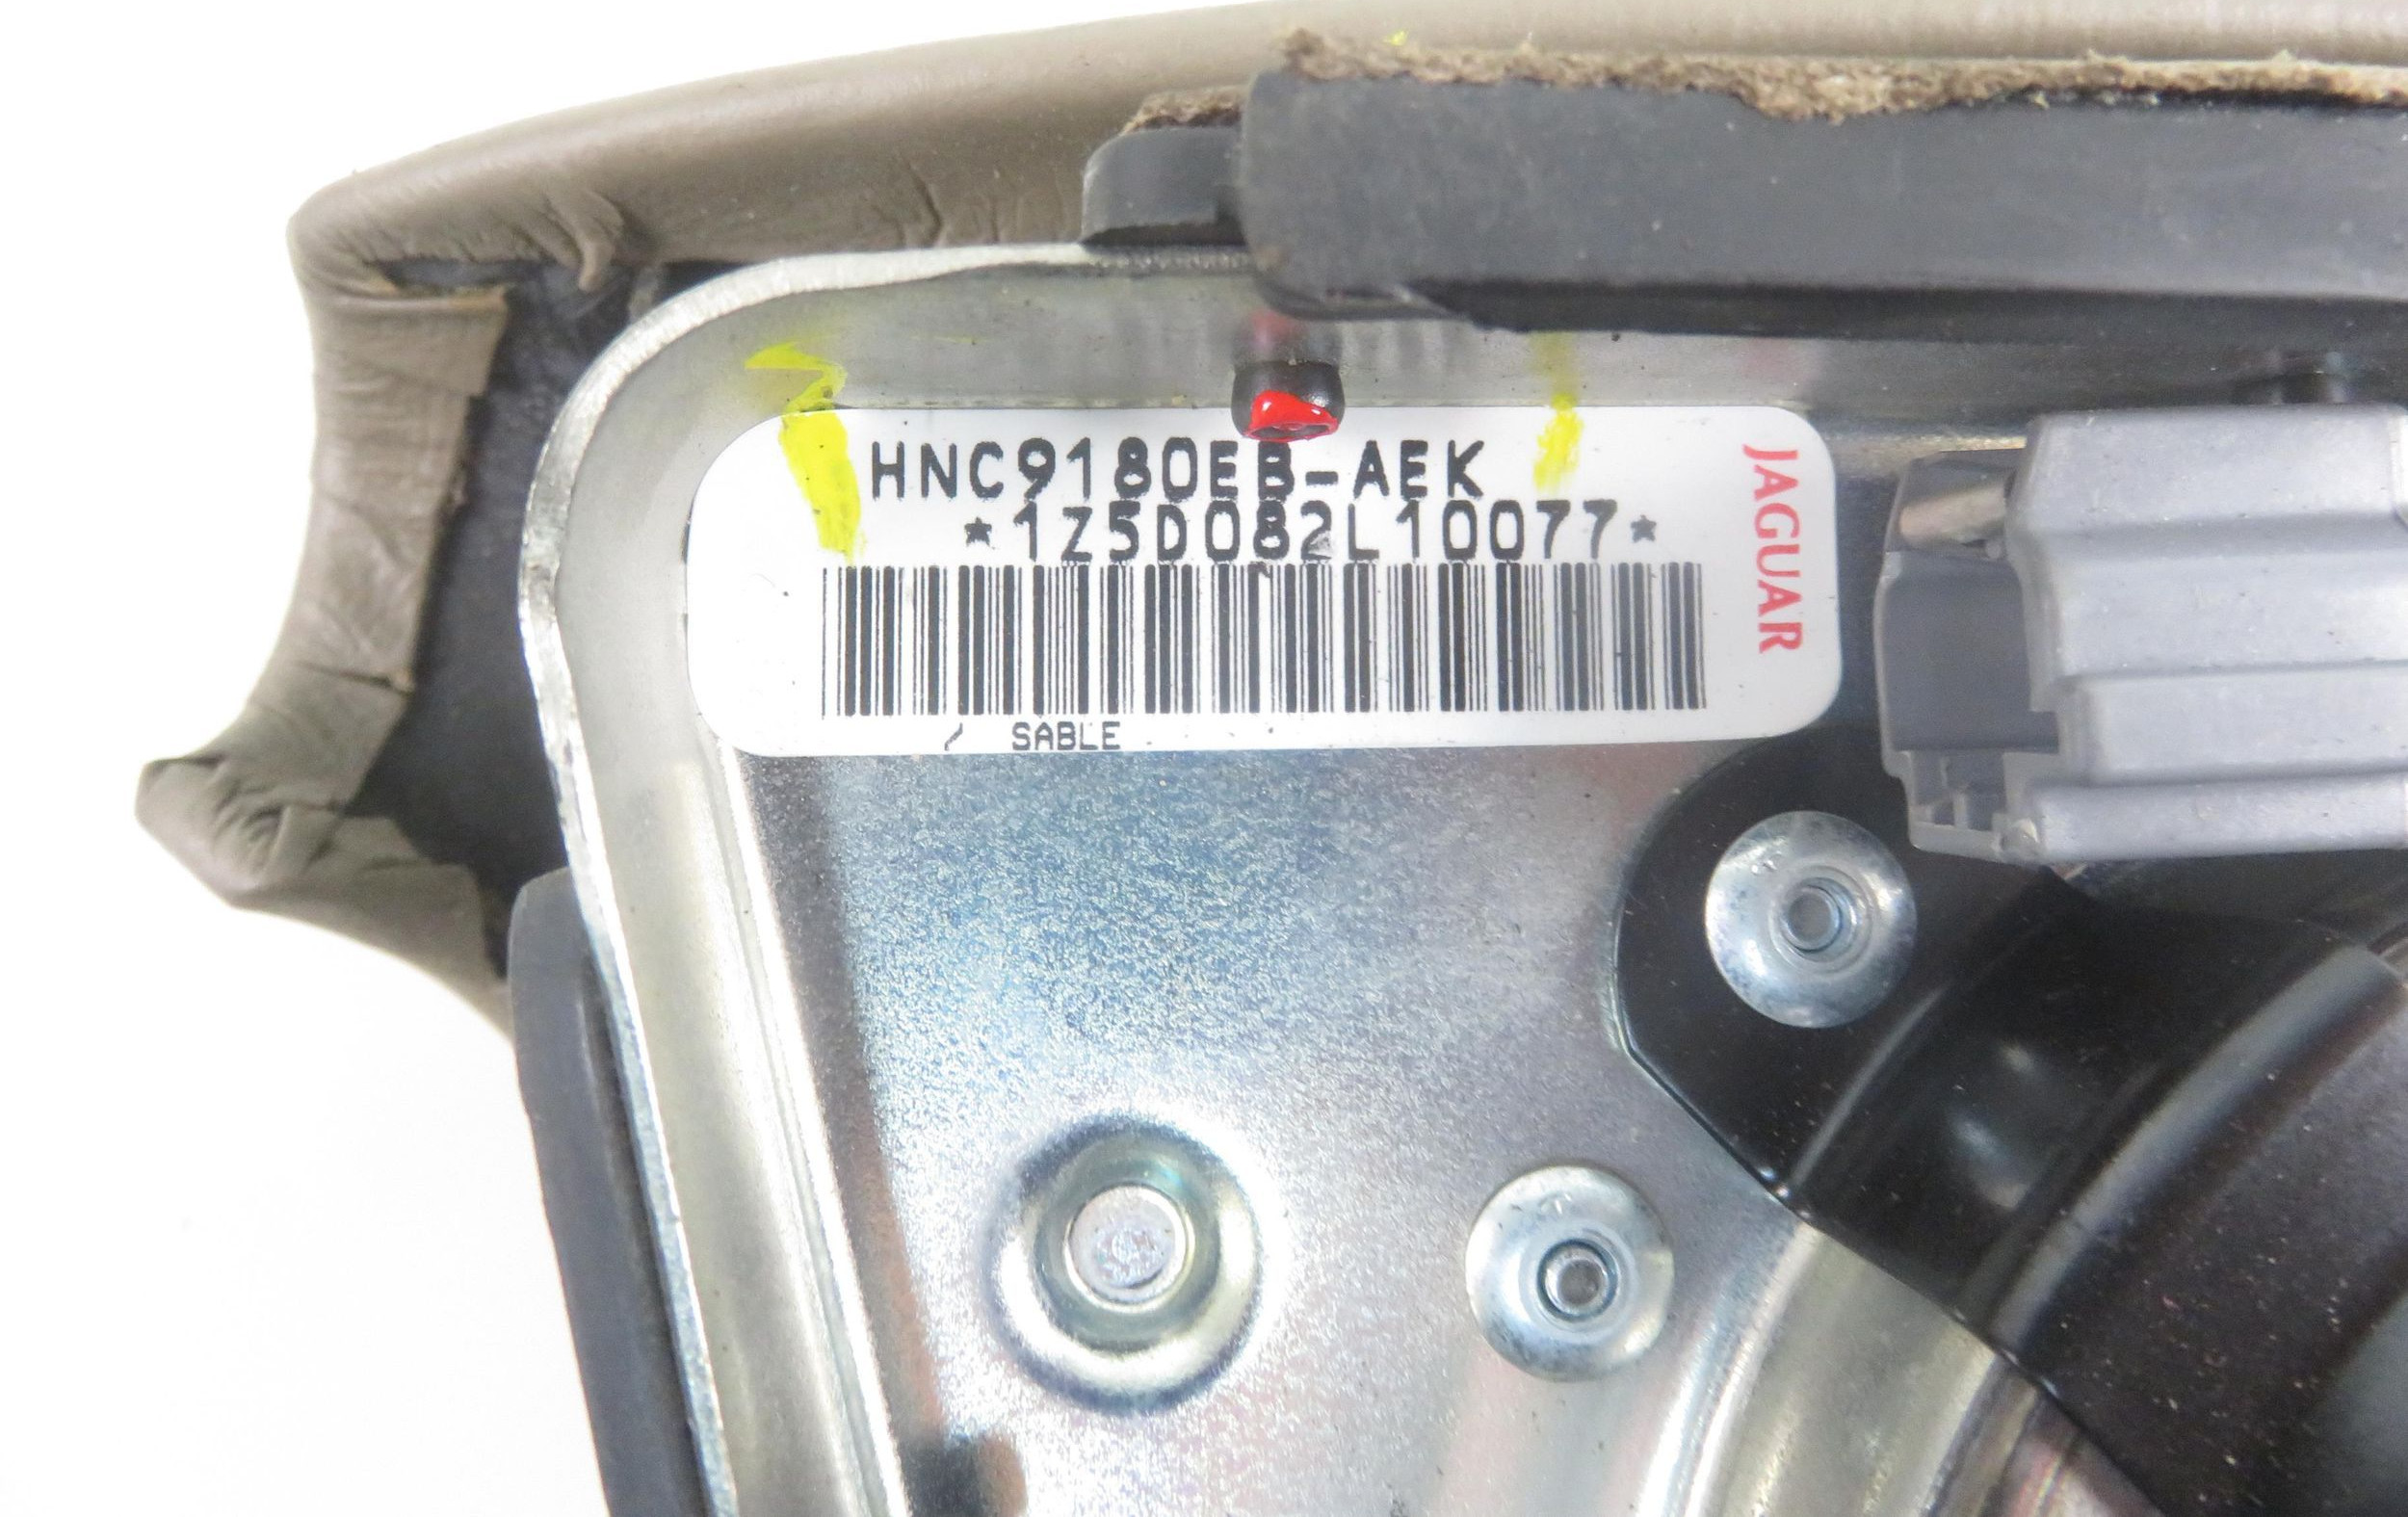 HNC9180EB-AEK
*1Z5D082L10077*
JAGUAR
/ SABLE